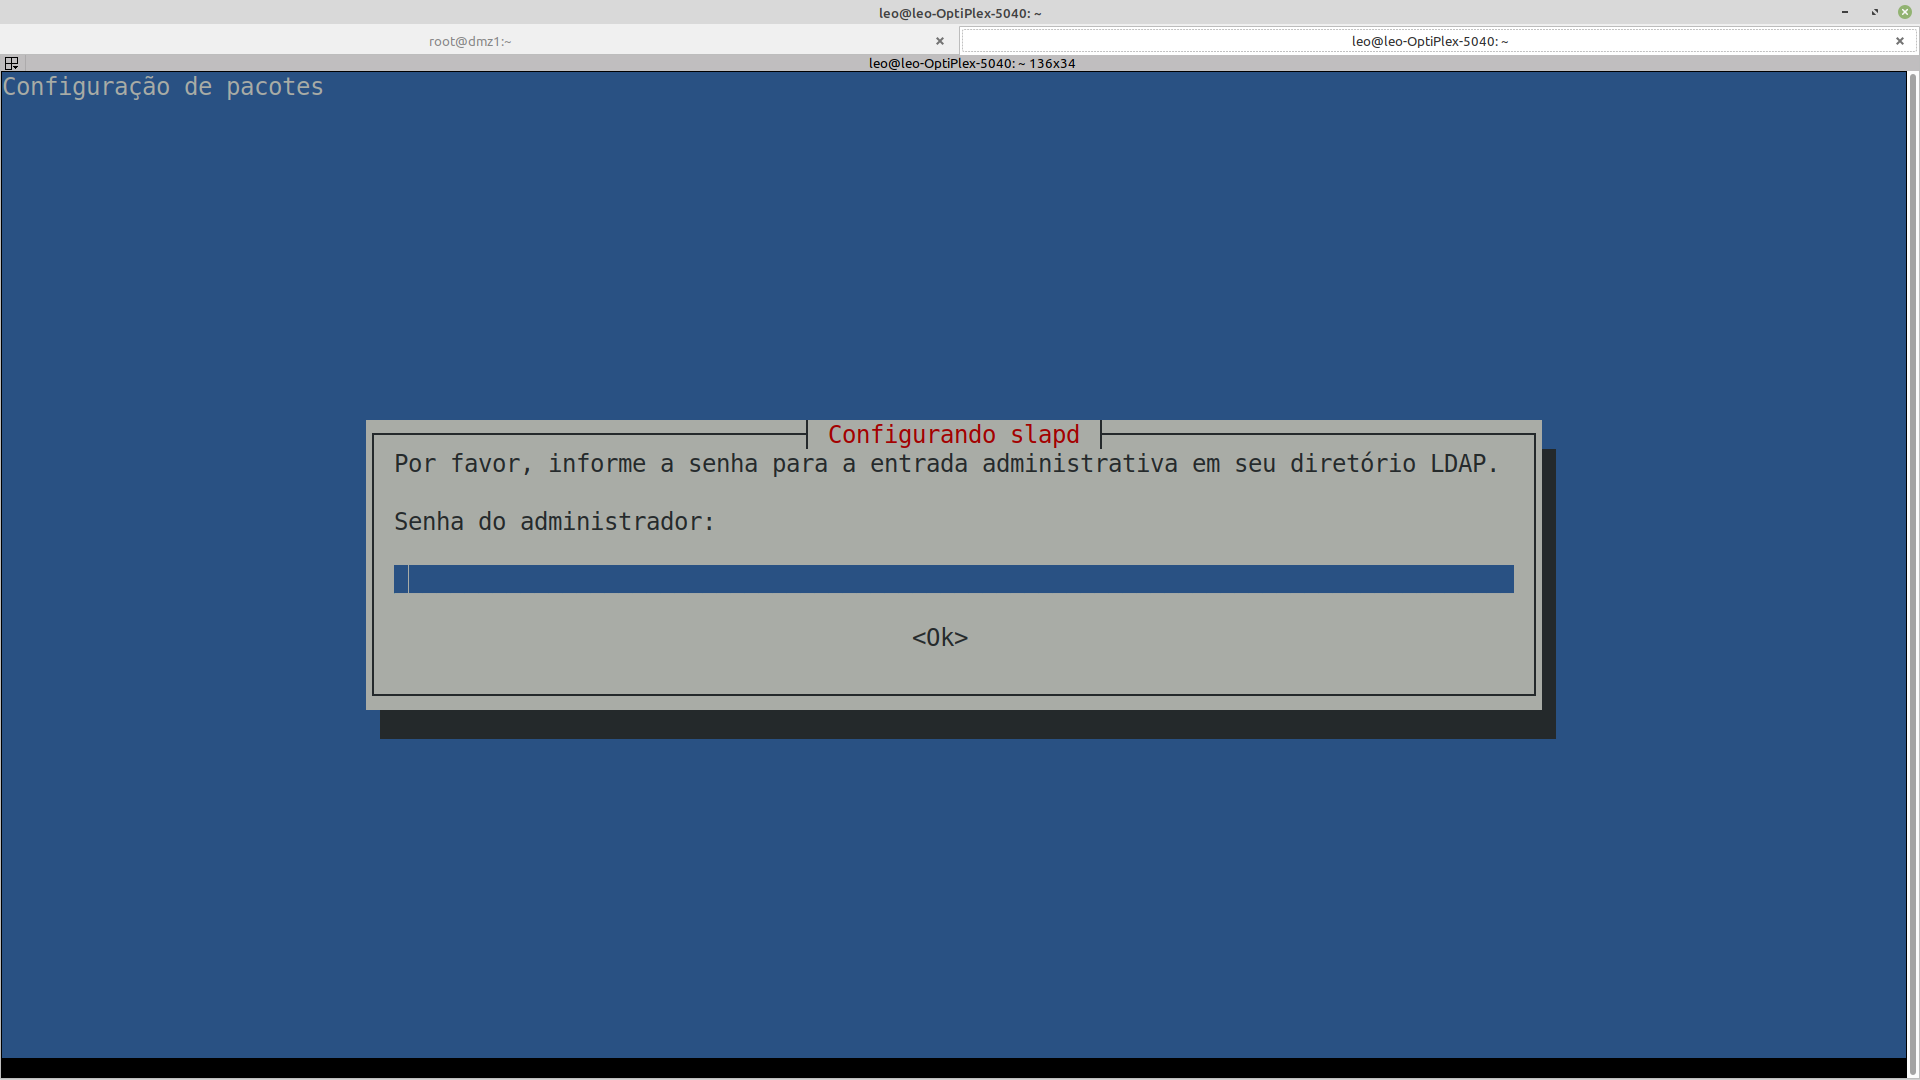 leo@leo-OptiPlex-5040: ~
root@dmz1:~
leo@leo-OptiPlex-5040: ~
leo@leo-OptiPlex-5040: ~ 136x34
Configuração de pacotes
Configurando slapd
Por favor, informe a senha para a entrada administrativa em seu diretório LDAP.
Senha do administrador:
<Ok>